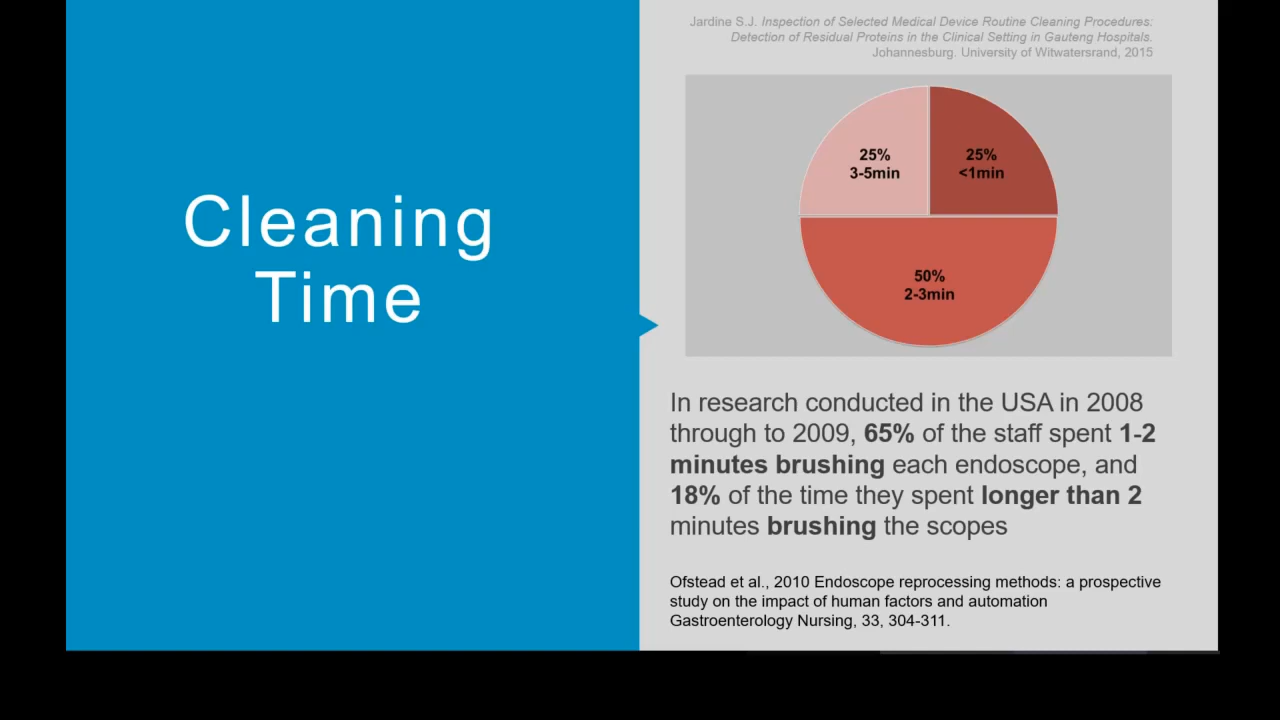 Cleaning
Time
Jardine S.J. Inspection of Selected Medical Device Routine Cleaning Procedures:
Detection of Residual Proteins in the Clinical Setting in Gauteng Hospitals.
Johannesburg. University of Witwatersrand, 2015
25%
3-5min
25%
<1min
50%
2-3min
In research conducted in the USA in 2008
through to 2009, 65% of the staff spent 1-2
minutes brushing each endoscope, and
18% of the time they spent longer than 2
minutes brushing the scopes
Ofstead et al., 2010 Endoscope reprocessing methods: a prospective
study on the impact of human factors and automation
Gastroenterology Nursing, 33, 304-311.